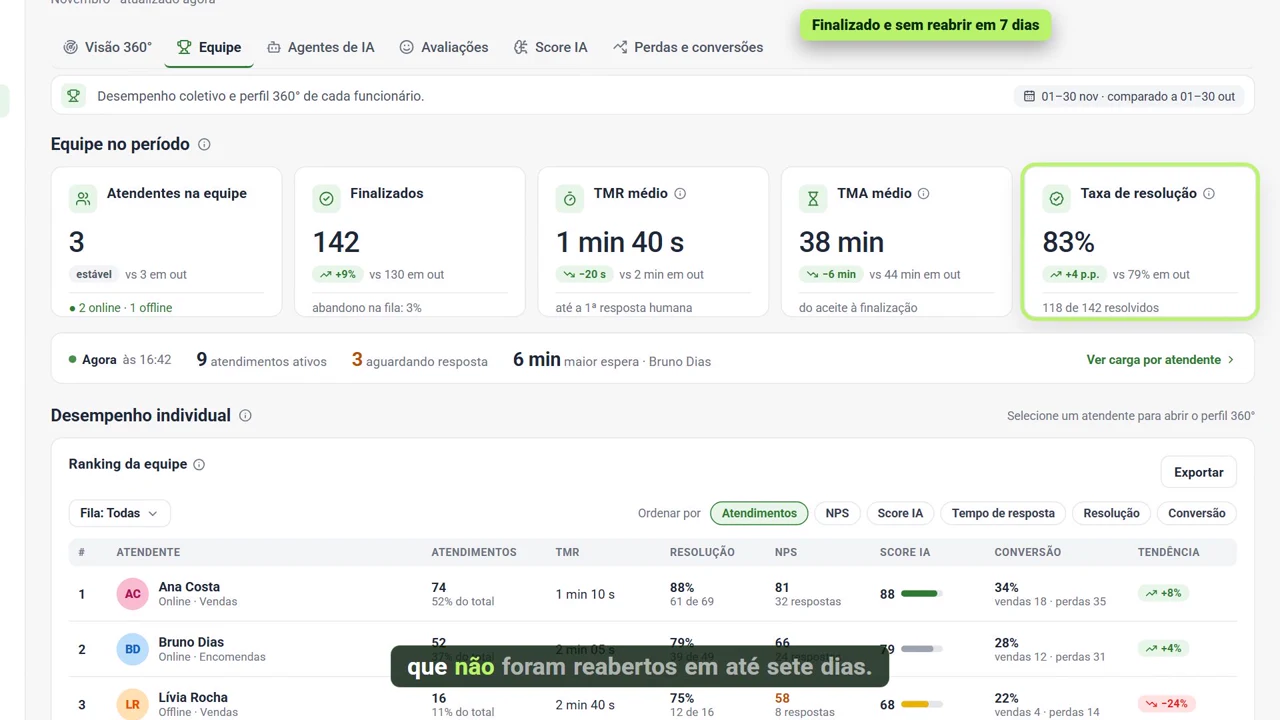 Novembro · atualizado agora
Finalizado e sem reabrir em 7 dias
Visão 360° Equipe Agentes de IA Avaliações Score IA Perdas e conversões
Desempenho coletivo e perfil 360° de cada funcionário. 01–30 nov · comparado a 01–30 out
Equipe no período
Atendentes na equipe Finalizados TMR médio TMA médio Taxa de resolução
3 142 1 min 40 s 38 min 83%
estável vs 3 em out +9% vs 130 em out −20 s vs 2 min em out −6 min vs 44 min em out +4 p.p. vs 79% em out
2 online · 1 offline abandono na fila: 3% até a 1ª resposta humana do aceite à finalização 118 de 142 resolvidos
Agora às 16:42 9 atendimentos ativos 3 aguardando resposta 6 min maior espera · Bruno Dias Ver carga por atendente
Desempenho individual Selecione um atendente para abrir o perfil 360°
Ranking da equipe
Exportar
Fila: Todas Ordenar por Atendimentos NPS Score IA Tempo de resposta Resolução Conversão
# ATENDENTE ATENDIMENTOS TMR RESOLUÇÃO NPS SCORE IA CONVERSÃO TENDÊNCIA
1 AC Ana Costa 74 1 min 10 s 88% 81 88 34% +8%
Online · Vendas 52% do total 61 de 69 32 respostas vendas 18 · perdas 35
2 BD Bruno Dias 52 2 min 05 s 79% 66 79 28% +4%
Online · Encomendas vendas 12 · perdas 31
que não foram reabertos em até sete dias.
3 LR Lívia Rocha 16 2 min 40 s 75% 58 68 22% −24%
Offline · Vendas 11% do total 12 de 16 8 respostas vendas 4 · perdas 14